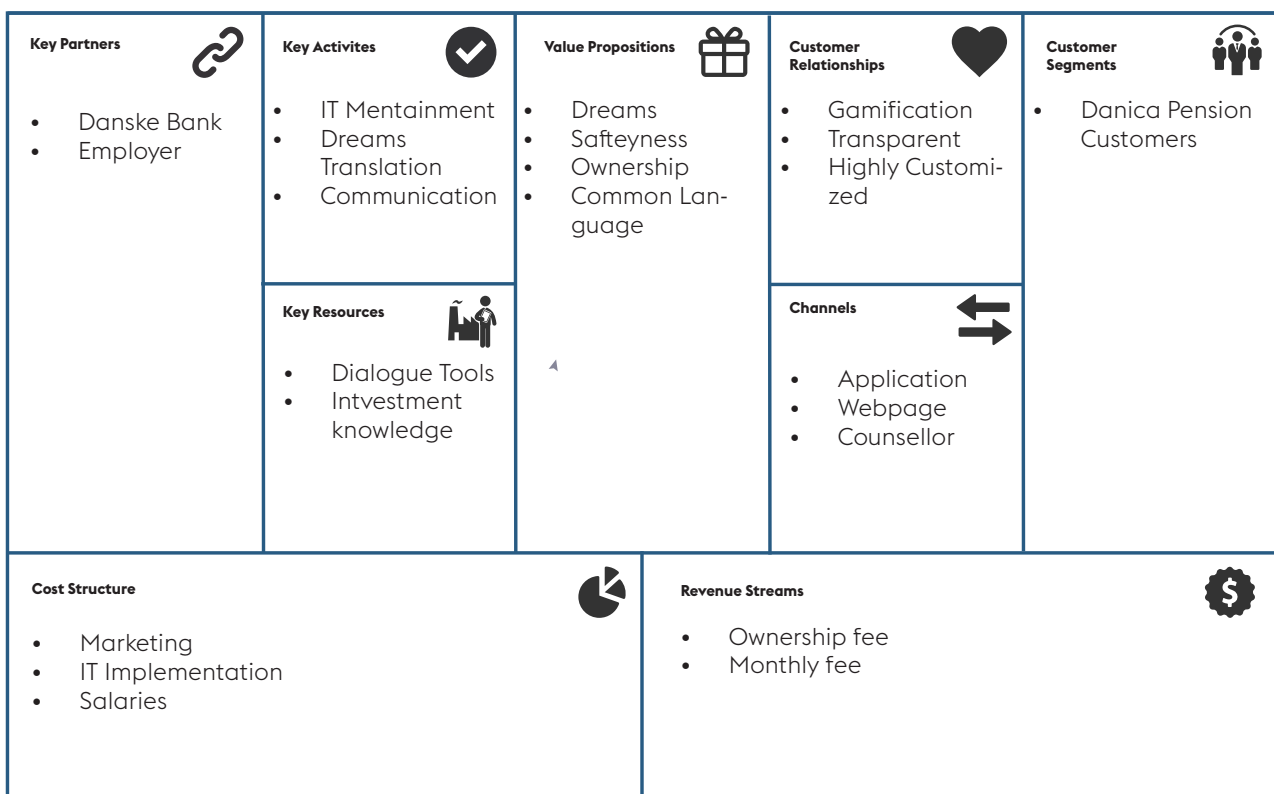 Key Partners
• Danske Bank
• Employer
Key Activites
• IT Mentainment
• Dreams
Translation
• Communication
Key Resources
• Dialogue Tools
• Intvestment
knowledge
Value Propositions
• Dreams
• Safteyness
• Ownership
• Common Lan-
guage
Customer
Relationships
• Gamification
• Transparent
• Highly Customi-
zed
Channels
• Application
• Webpage
• Counsellor
Customer
Segments
• Danica Pension
Customers
Cost Structure
• Marketing
• IT Implementation
• Salaries
Revenue Streams
$
• Ownership fee
• Monthly fee